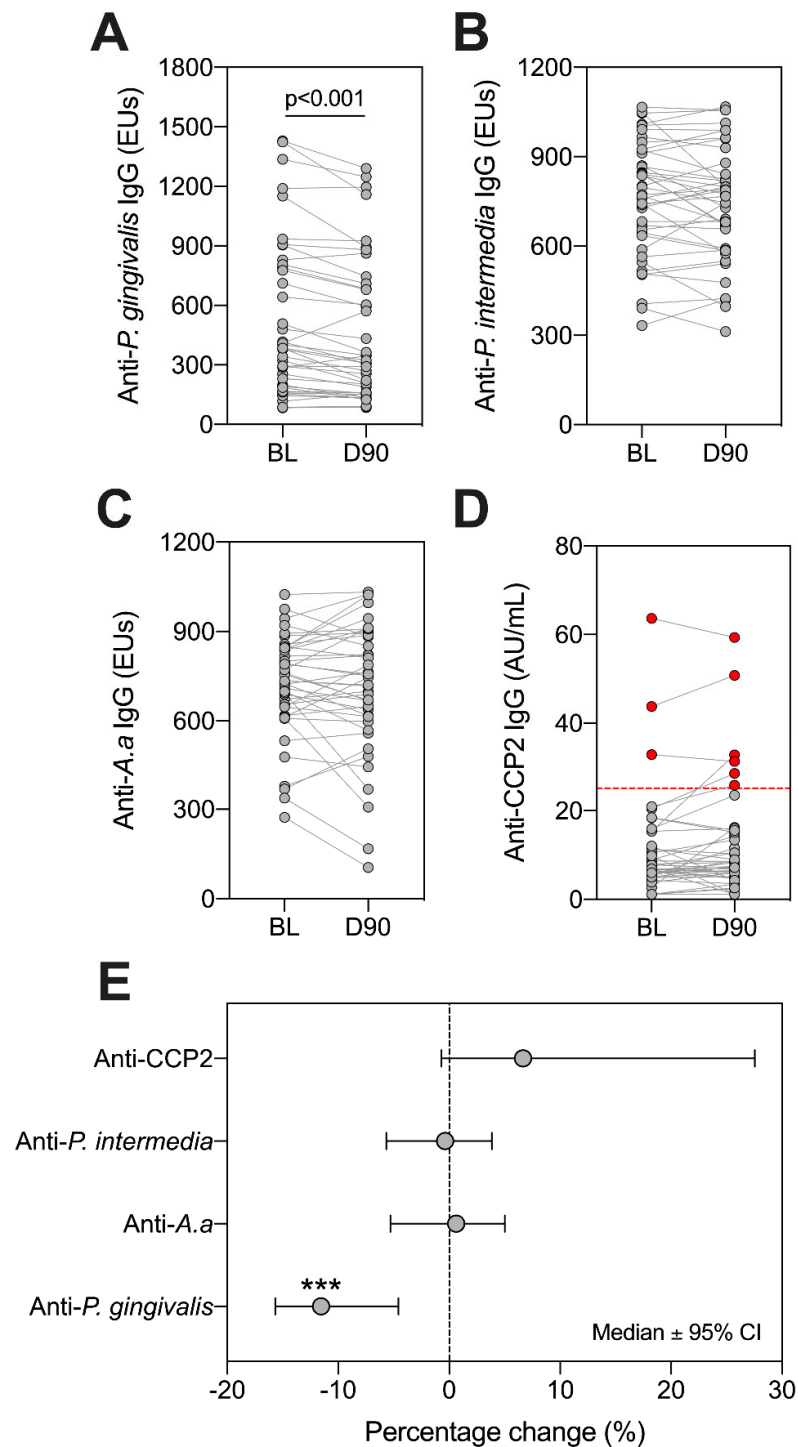 A
Anti-P. gingivalis IgG (EUs)
1800
1500
1200
900
600
300
0
p<0.001
BL D90
B
Anti-P. intermedia IgG (EUs)
1200
900
600
300
0
BL D90
C
Anti-A.a IgG (EUs)
1200
900
600
300
0
BL D90
D
Anti-CCP2 IgG (AU/mL)
80
60
40
20
0
BL D90
E
Anti-CCP2
Anti-P. intermedia
Anti-A.a
Anti-P. gingivalis
***
Median ± 95% CI
-20 -10 0 10 20 30
Percentage change (%)